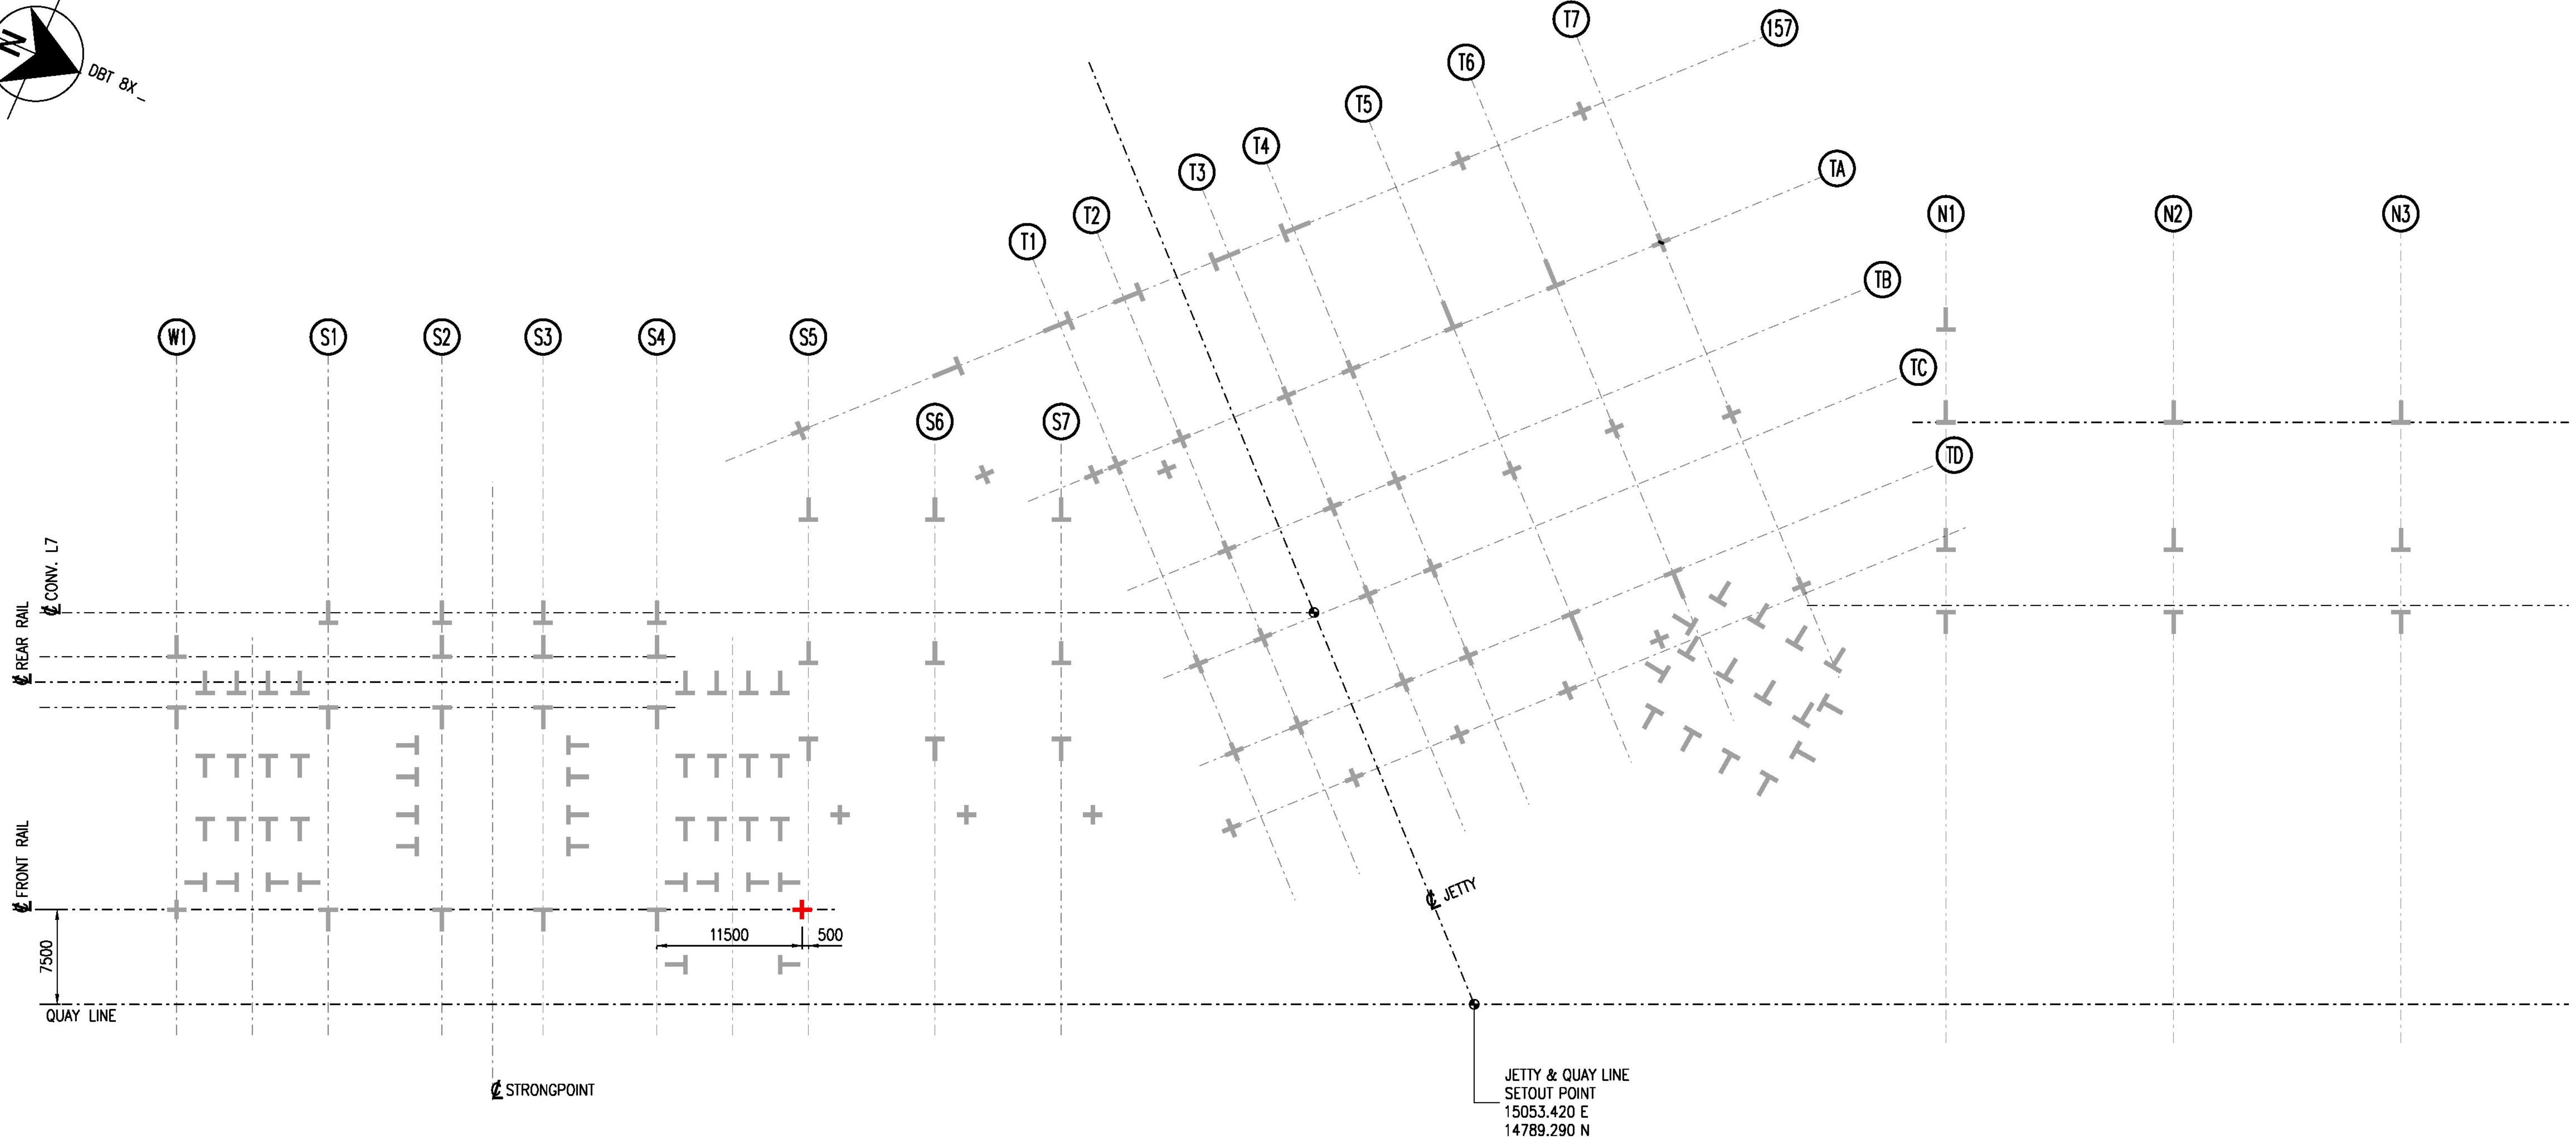 N
DBT 8X_
T7
157
T6
T5
T4
T3
TA
T2
N1
N2
N3
T1
TB
W1
S1
S2
S3
S4
S5
TC
S6
S7
TD
℄ CONV. L7
℄ REAR RAIL
℄ FRONT RAIL
℄ JETTY
11500
500
7500
QUAY LINE
℄ STRONGPOINT
JETTY & QUAY LINE
SETOUT POINT
15053.420 E
14789.290 N